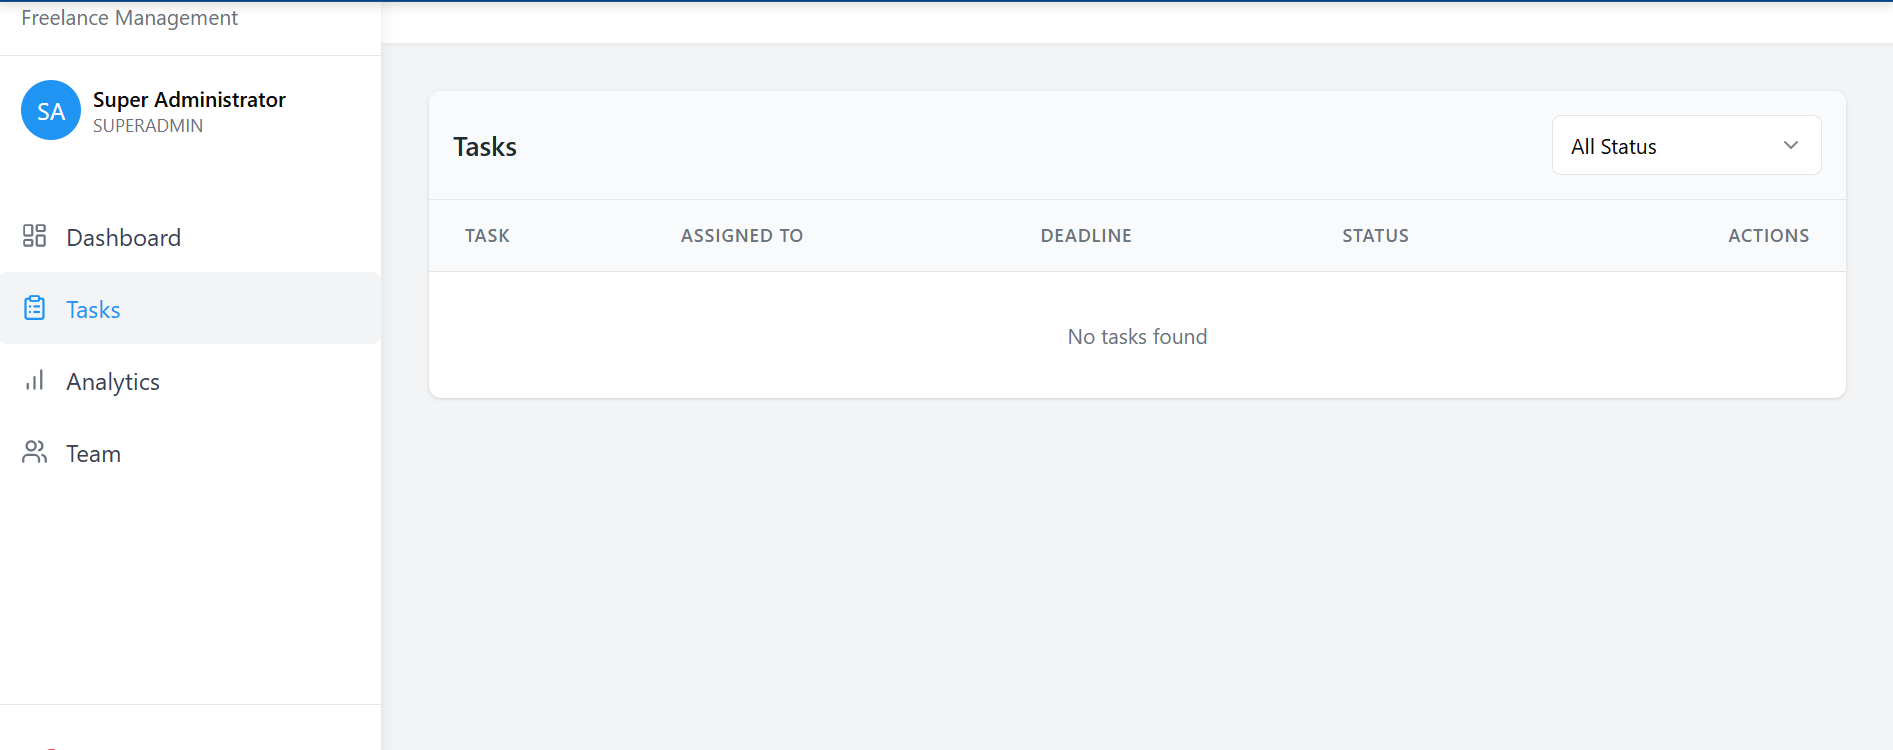 Freelance Management
SA
Super Administrator
SUPERADMIN
Dashboard
Tasks
Analytics
Team
Tasks
All Status
TASK ASSIGNED TO DEADLINE STATUS ACTIONS
No tasks found